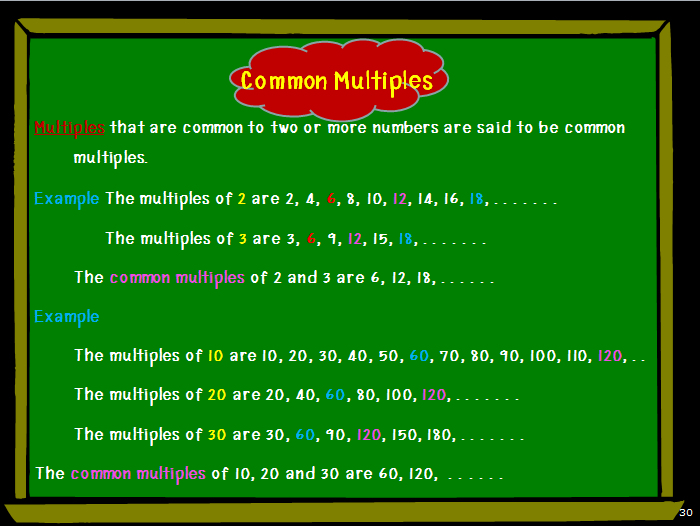 Common Multiples
Multiples that are common to two or more numbers are said to be common
multiples.
Example The multiples of 2 are 2, 4, 6, 8, 10, 12, 14, 16, 18, . . . . . . .
The multiples of 3 are 3, 6, 9, 12, 15, 18, . . . . . . .
The common multiples of 2 and 3 are 6, 12, 18, . . . . . .
Example
The multiples of 10 are 10, 20, 30, 40, 50, 60, 70, 80, 90, 100, 110, 120, . .
The multiples of 20 are 20, 40, 60, 80, 100, 120, . . . . . . .
The multiples of 30 are 30, 60, 90, 120, 150, 180, . . . . . . .
The common multiples of 10, 20 and 30 are 60, 120, . . . . . .
30